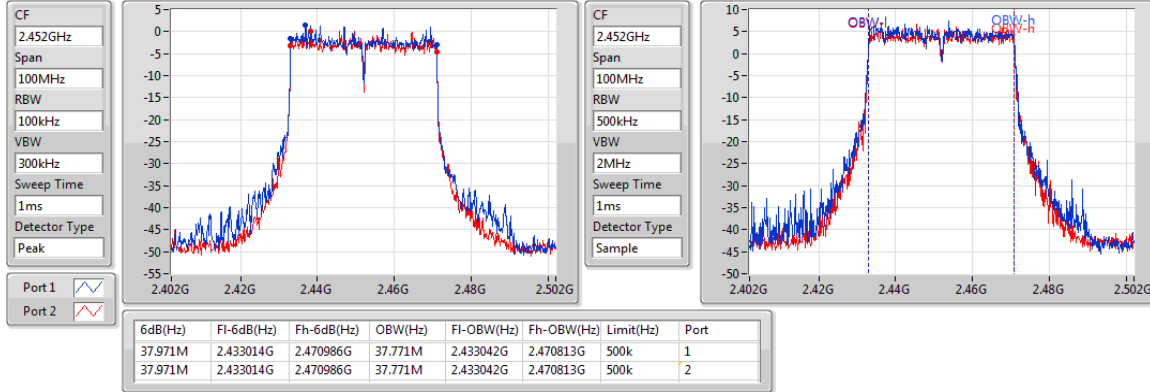 CF
2.452GHz
Span
100MHz
RBW
100kHz
VBW
300kHz
Sweep Time
1ms
Detector Type
Peak
Port 1
Port 2
5
0
-5
-10
-15
-20
-25
-30
-35
-40
-45
-50
-55
2.402G 2.42G 2.44G 2.46G 2.48G 2.502G
CF
2.452GHz
Span
100MHz
RBW
500kHz
VBW
2MHz
Sweep Time
1ms
Detector Type
Sample
10
5
0
-5
-10
-15
-20
-25
-30
-35
-40
-45
-50
OBW-l OBW-h
OBW-h
2.402G 2.42G 2.44G 2.46G 2.48G 2.502G
6dB(Hz) Fl-6dB(Hz) Fh-6dB(Hz) OBW(Hz) Fl-OBW(Hz) Fh-OBW(Hz) Limit(Hz) Port
37.971M 2.433014G 2.470986G 37.771M 2.433042G 2.470813G 500k 1
37.971M 2.433014G 2.470986G 37.771M 2.433042G 2.470813G 500k 2